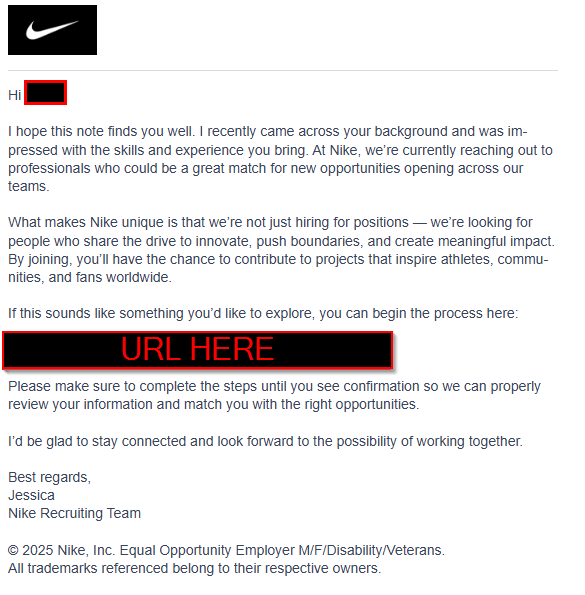 Hi
I hope this note finds you well. I recently came across your background and was im-
pressed with the skills and experience you bring. At Nike, we’re currently reaching out to
professionals who could be a great match for new opportunities opening across our
teams.
What makes Nike unique is that we’re not just hiring for positions — we’re looking for
people who share the drive to innovate, push boundaries, and create meaningful impact.
By joining, you’ll have the chance to contribute to projects that inspire athletes, commu-
nities, and fans worldwide.
If this sounds like something you’d like to explore, you can begin the process here:
URL HERE
Please make sure to complete the steps until you see confirmation so we can properly
review your information and match you with the right opportunities.
I’d be glad to stay connected and look forward to the possibility of working together.
Best regards,
Jessica
Nike Recruiting Team
© 2025 Nike, Inc. Equal Opportunity Employer M/F/Disability/Veterans.
All trademarks referenced belong to their respective owners.